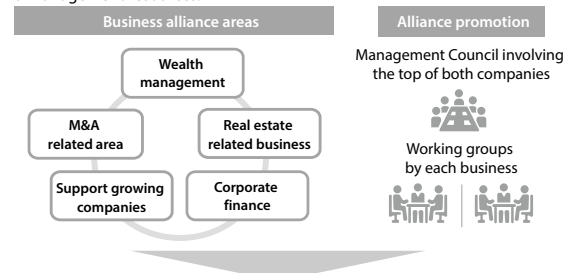 Business alliance areas
Alliance promotion
Wealth
management
M&A
related area
Real estate
related business
Support growing
companies
Corporate
finance
Management Council involving
the top of both companies
Working groups
by each business